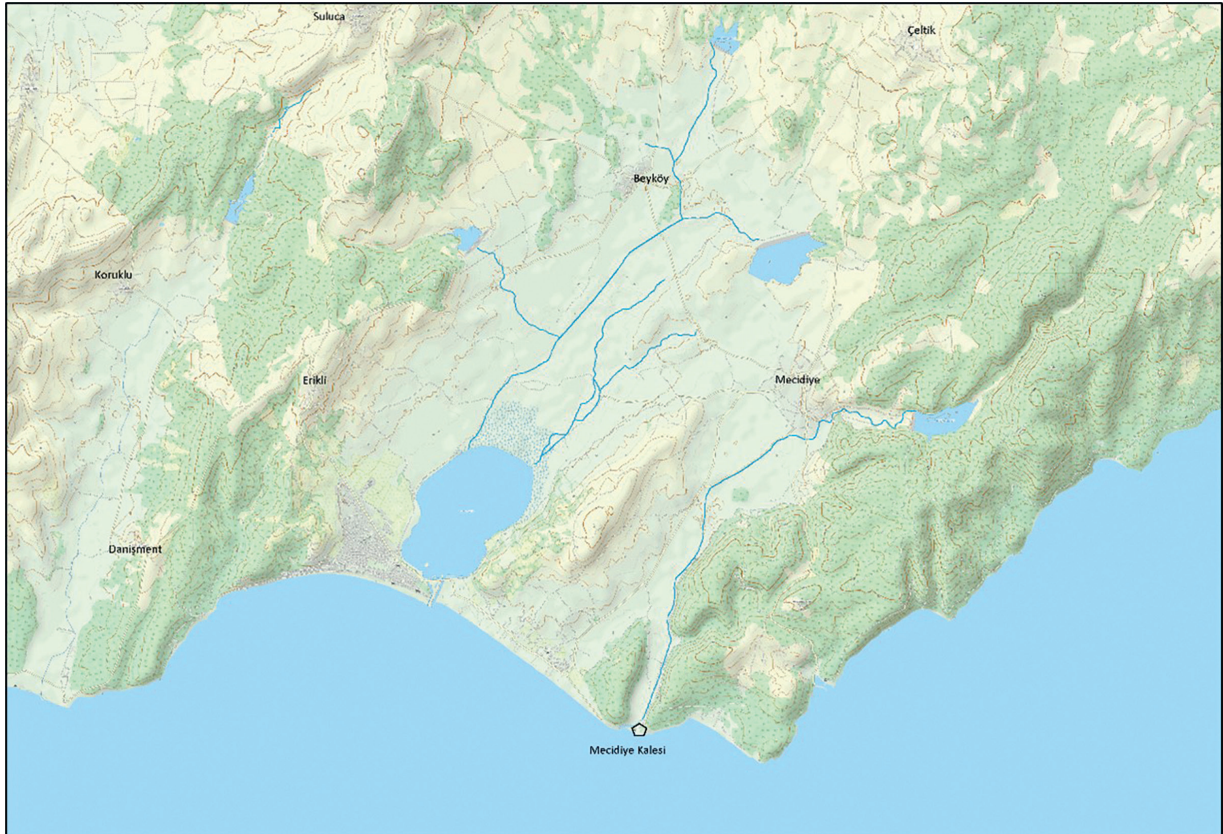 Suluca
Çeltik
Beyköy
Koruklu
Erikli
Mecidiye
Danişment
Mecidiye Kalesi